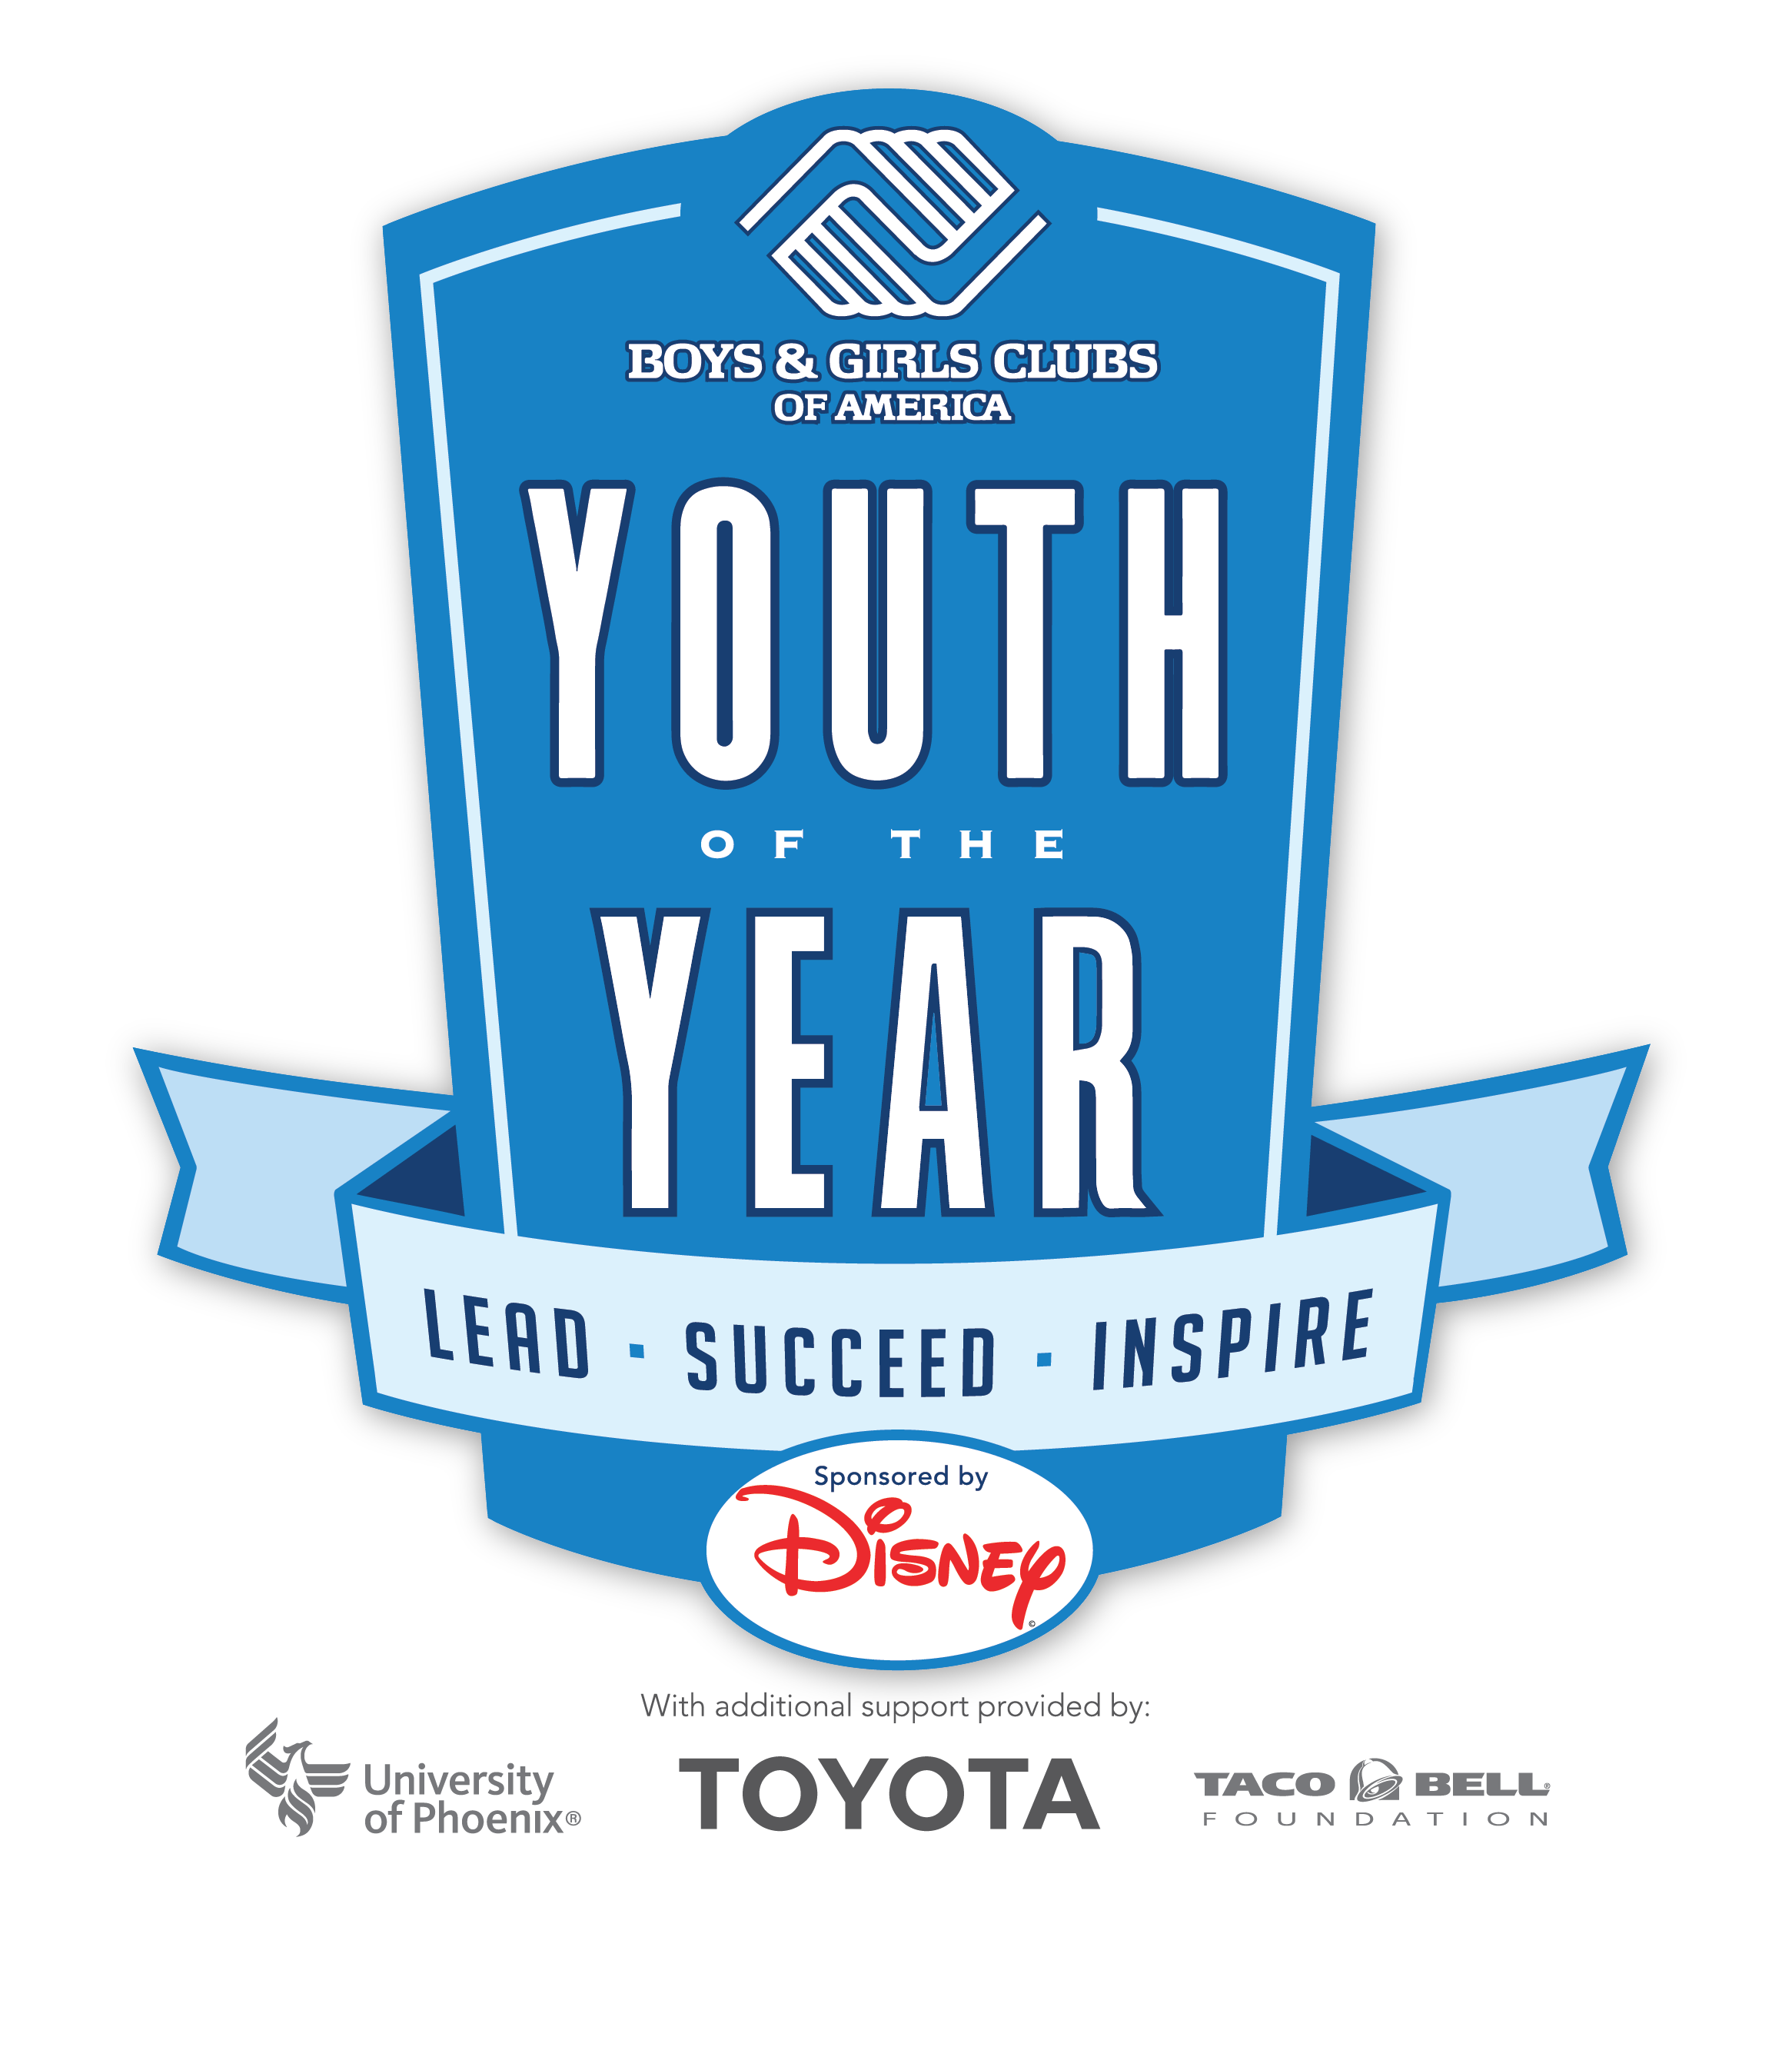 BOYS & GIRLS CLUBS
OF AMERICA
YOUTH
OF THE
YEAR
LEAD · SUCCEED · INSPIRE
Sponsored by
Disney ©
With additional support provided by:
University
of Phoenix®
TOYOTA
TACO BELL®
FOUNDATION